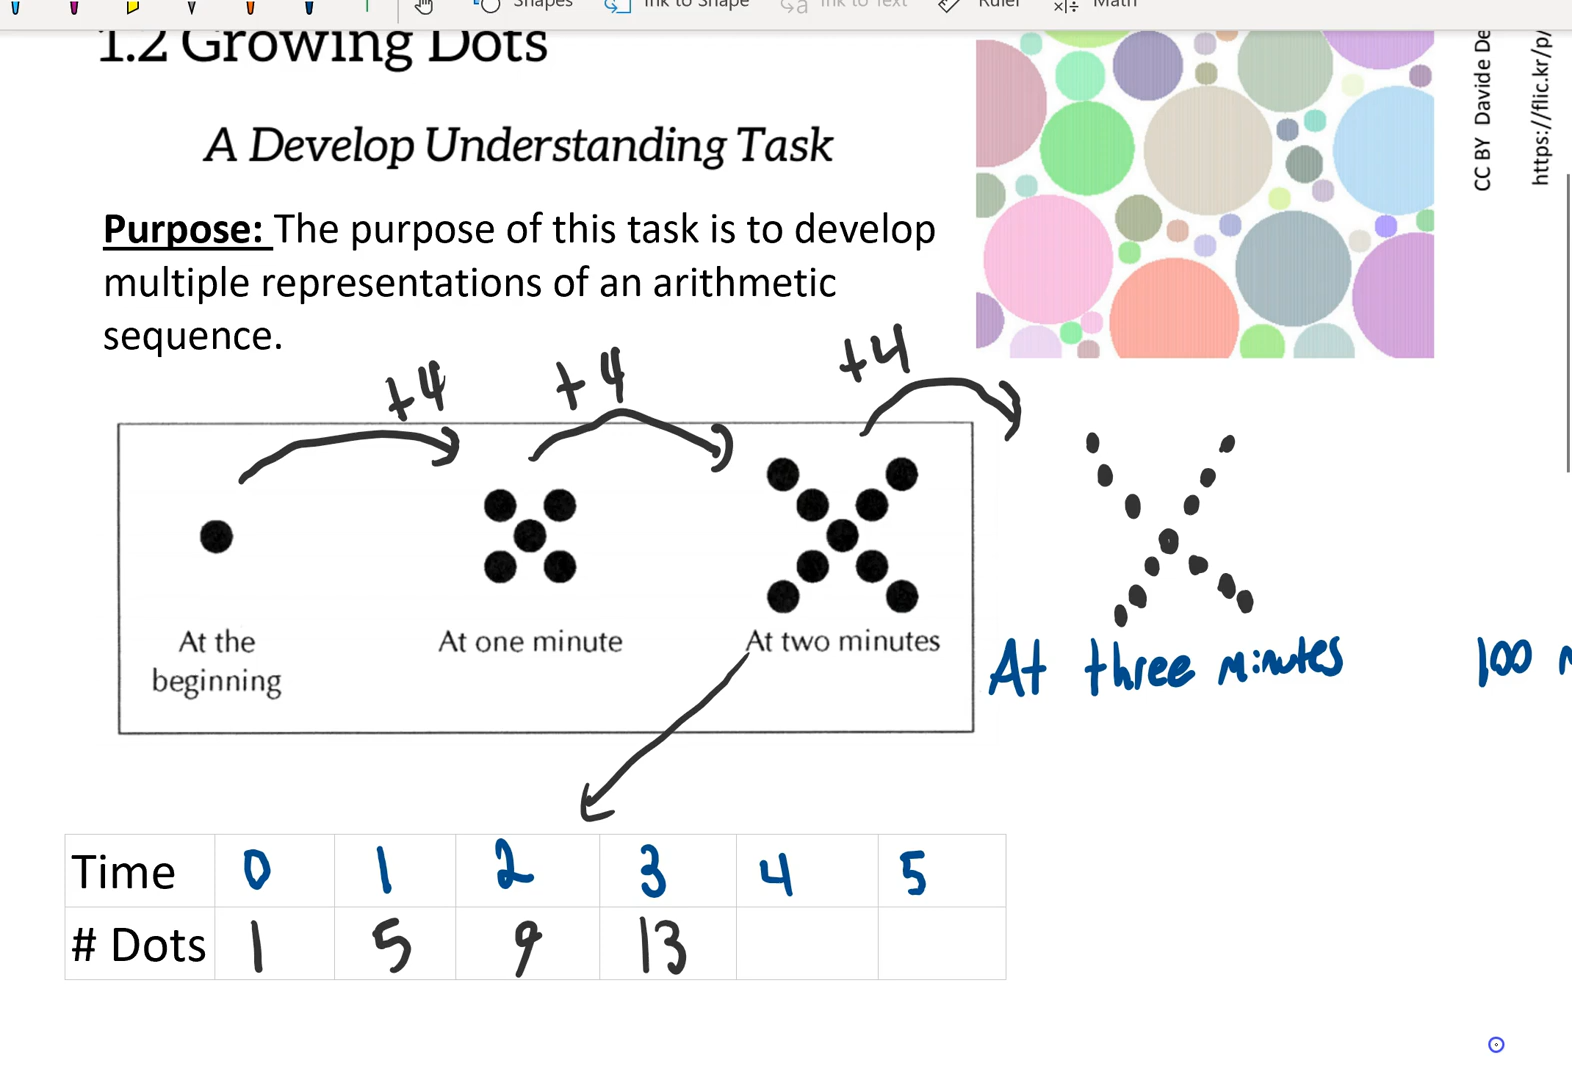 Shapes Ink to Shape Ink to Text Ruler Math
1.2 Growing Dots
A Develop Understanding Task
Purpose: The purpose of this task is to develop
multiple representations of an arithmetic
sequence.
CC BY Davide De
https://flic.kr/p/
+4 +4 +4
At the
beginning
At one minute
At two minutes
At three minutes
100
Time 0 1 2 3 4 5
# Dots 1 5 9 13